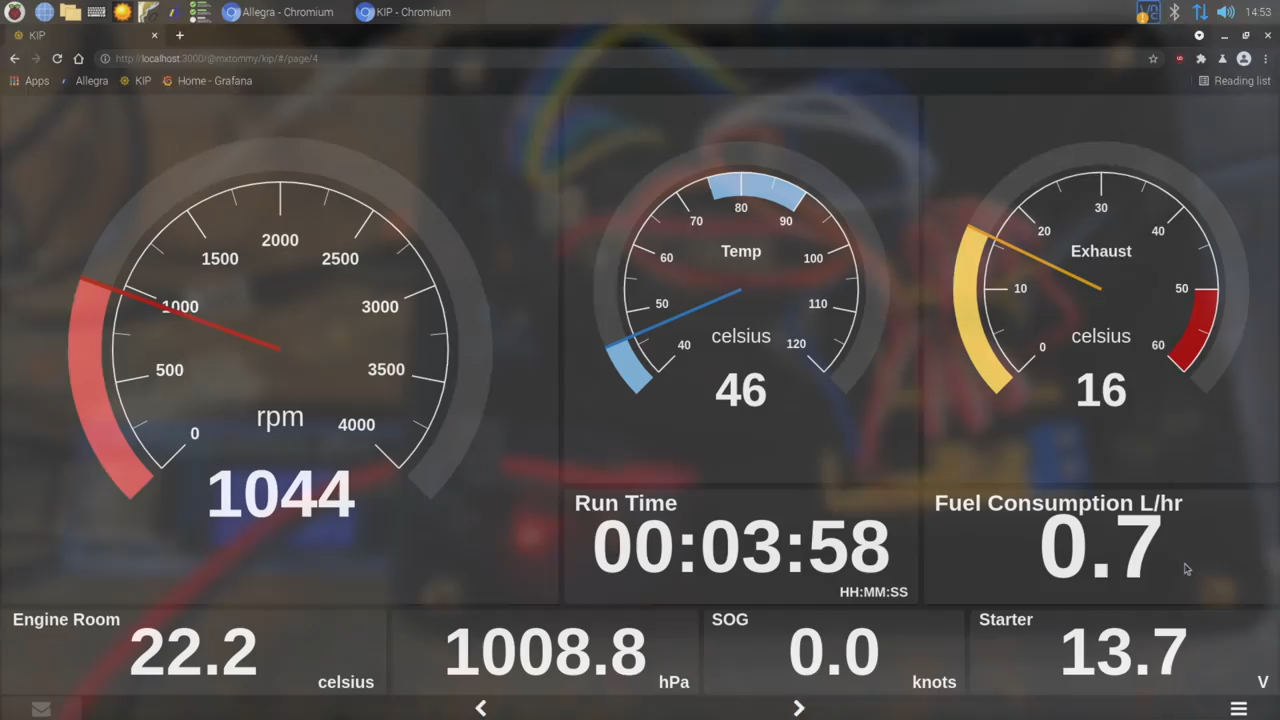 Allegra - Chromium
KIP - Chromium
14:53
KIP
http://localhost:3000/@mxtommy/kip/#/page/4
Apps
Allegra
KIP
Home - Grafana
Reading list
0
500
1000
1500
2000
2500
3000
3500
4000
rpm
1044
40
50
60
70
80
90
100
110
120
Temp
celsius
46
0
10
20
30
40
50
60
Exhaust
celsius
16
Run Time
00:03:58
HH:MM:SS
Fuel Consumption L/hr
0.7
Engine Room
22.2
celsius
1008.8
hPa
SOG
0.0
knots
Starter
13.7
V